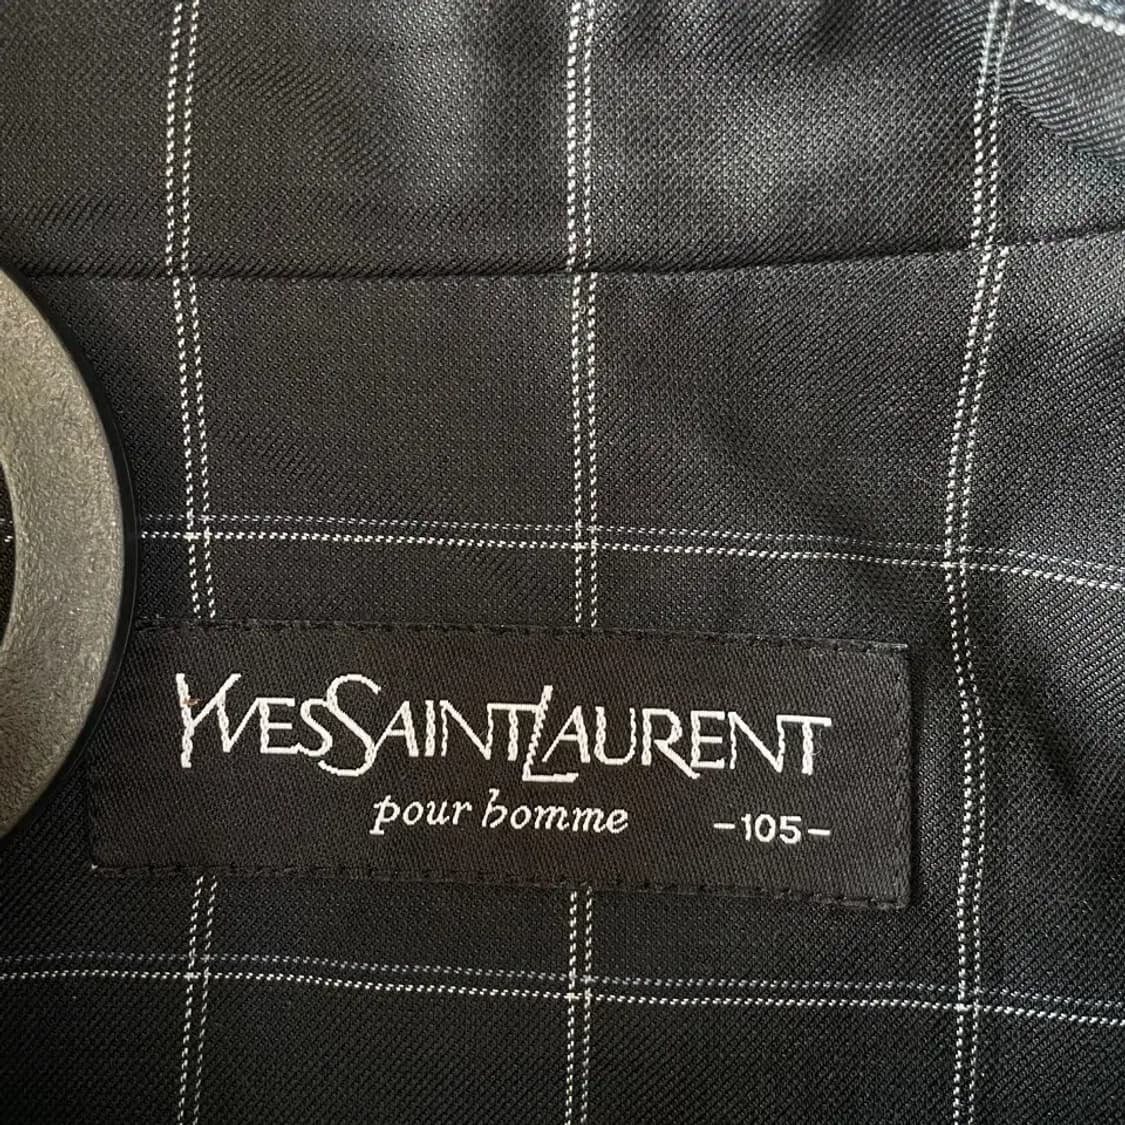 YVESSAINTLAURENT
pour homme -105-